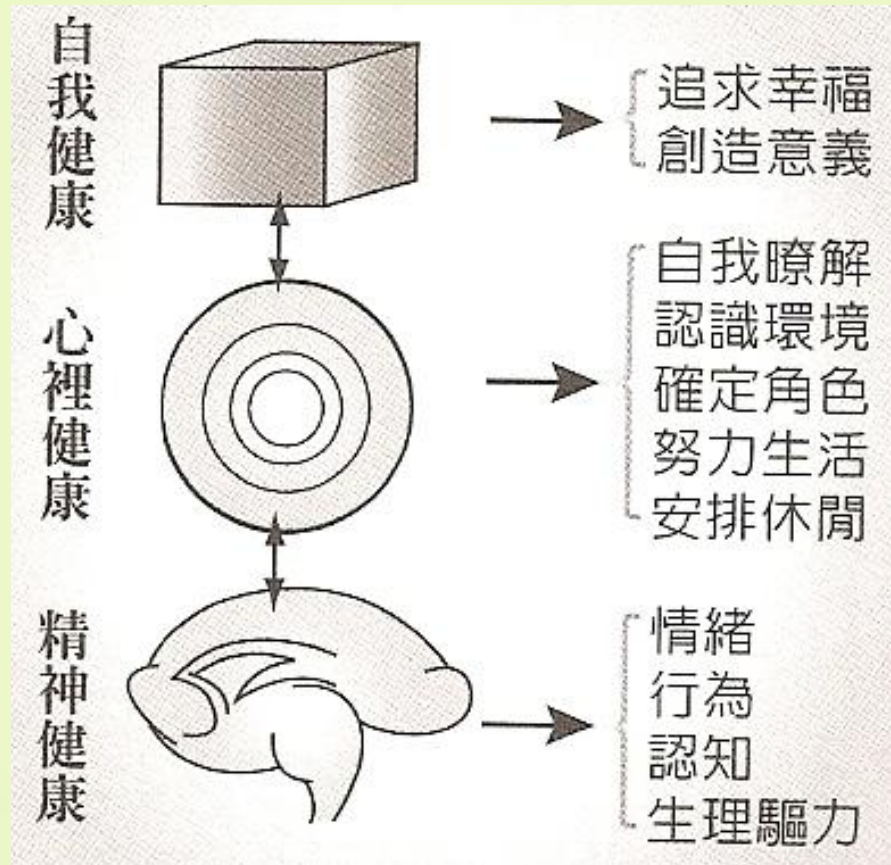 自我健康
追求幸福
創造意義
心裡健康
自我瞭解
認識環境
確定角色
努力生活
安排休閒
精神健康
情緒
行為
認知
生理驅力